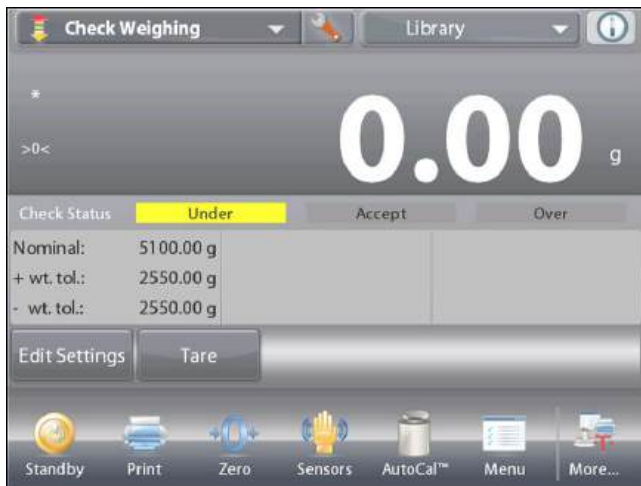 Check Weighing
Library
*
0.00
>0<
g
Check Status Under Accept Over
Nominal: 5100.00 g
+ wt. tol.: 2550.00 g
- wt. tol.: 2550.00 g
Edit Settings Tare
Standby Print Zero Sensors AutoCal™ Menu More...